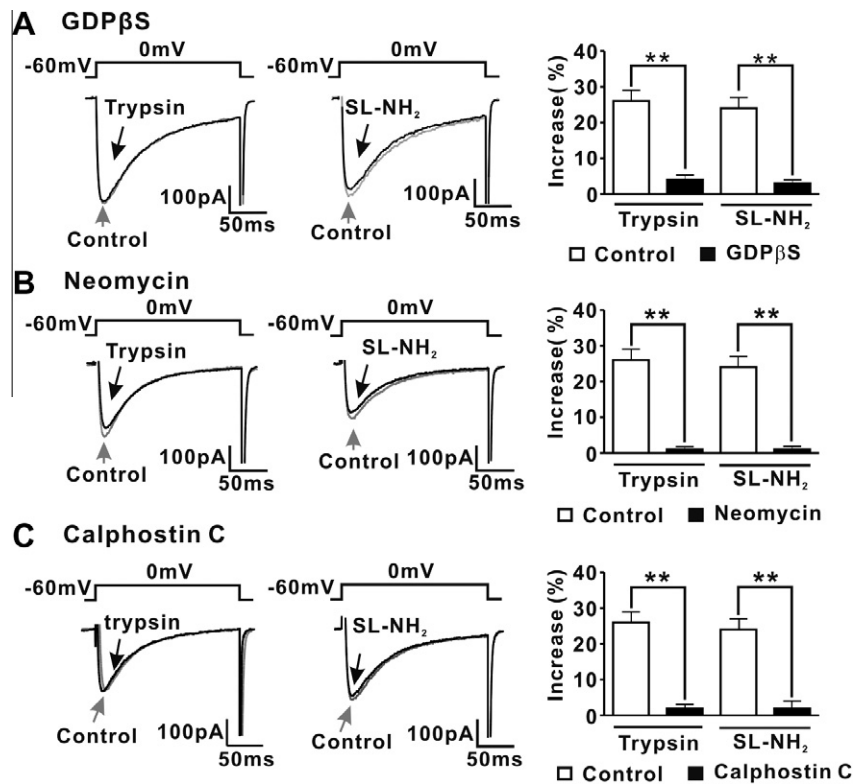 A GDPβS
0mV 0mV
-60mV -60mV
Trypsin SL-NH₂
100pA 100pA
50ms 50ms
Control Control
Increase(%)
40
30
20
10
0
** **
Trypsin SL-NH₂
Control GDPβS
B Neomycin
0mV 0mV
-60mV -60mV
Trypsin SL-NH₂
Control Control
100pA 100pA
50ms 50ms
Increase(%)
40
30
20
10
0
** **
Trypsin SL-NH₂
Control Neomycin
C Calphostin C
0mV 0mV
-60mV -60mV
trypsin SL-NH₂
Control Control
100pA 100pA
50ms 50ms
Increase(%)
40
30
20
10
0
** **
Trypsin SL-NH₂
Control Calphostin C